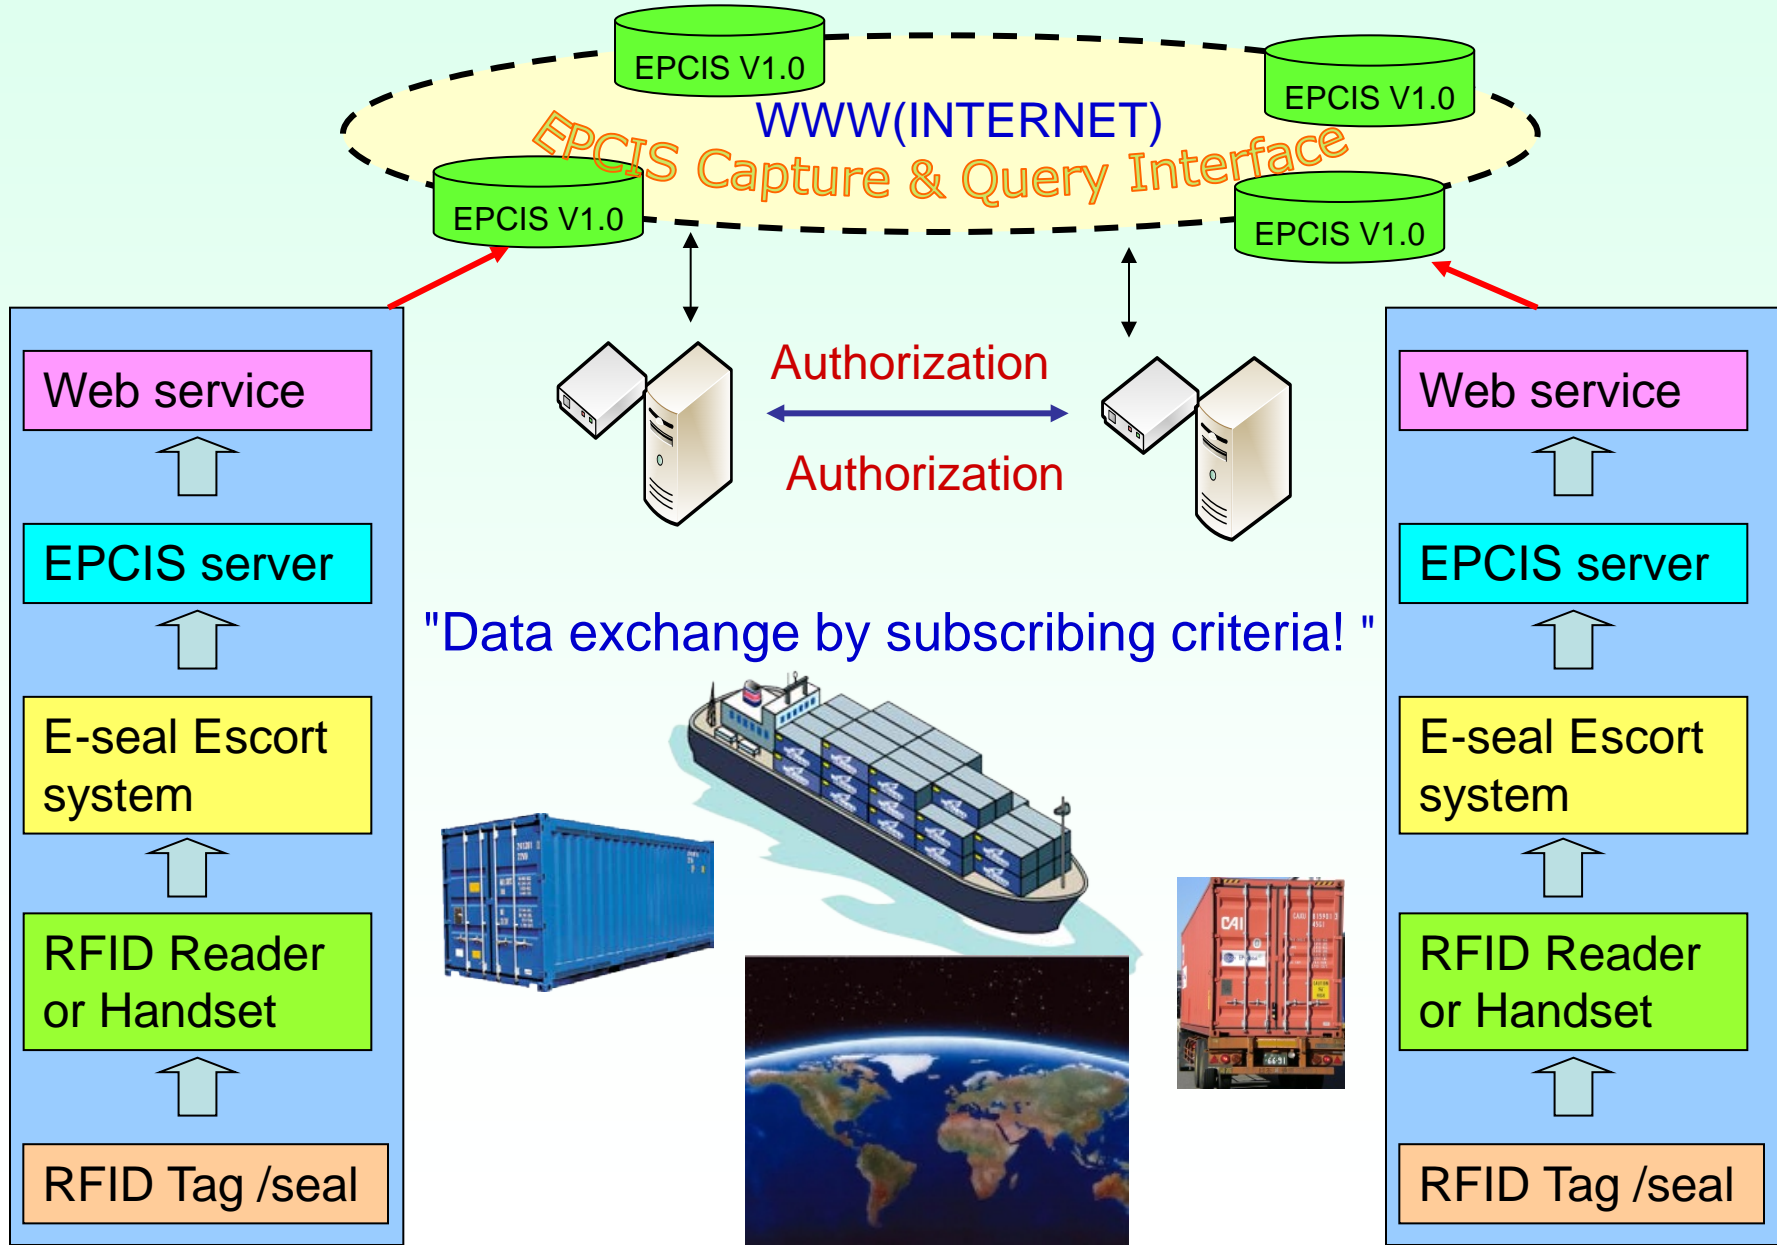 EPCIS V1.0
EPCIS V1.0
WWW(INTERNET)
EPCIS Capture & Query Interface
EPCIS V1.0
EPCIS V1.0
Web service
EPCIS server
E-seal Escort
system
RFID Reader
or Handset
RFID Tag /seal
Authorization
Authorization
"Data exchange by subscribing criteria! "
CAI
Web service
EPCIS server
E-seal Escort
system
RFID Reader
or Handset
RFID Tag /seal